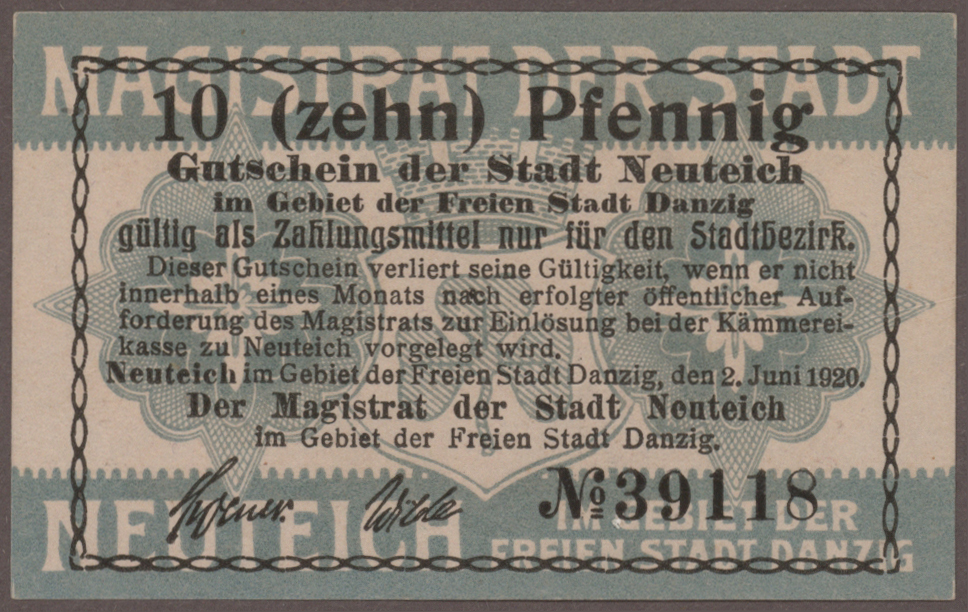 MAGISTRAT DER STADT
10 (zehn) Pfennig
Gutschein der Stadt Neuteich
im Gebiet der Freien Stadt Danzig
gültig als Zahlungsmittel nur für den Stadtbezirk.
Dieser Gutschein verliert seine Gültigkeit, wenn er nicht
innerhalb eines Monats nach erfolgter öffentlicher Auf-
forderung des Magistrats zur Einlösung bei der Kämmerei-
kasse zu Neuteich vorgelegt wird.
Neuteich im Gebiet der Freien Stadt Danzig, den 2. Juni 1920.
Der Magistrat der Stadt Neuteich
im Gebiet der Freien Stadt Danzig.
№ 39118
NEUTEICH
IM GEBIET DER
FREIEN STADT DANZIG